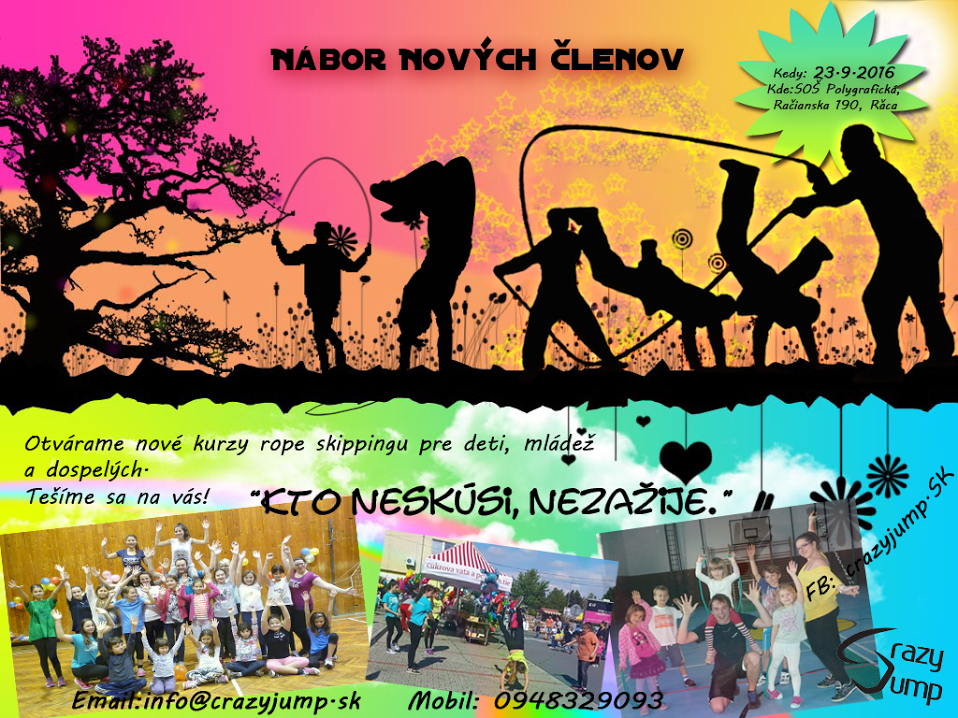 Nábor Nových Členov
Kedy: 23.9.2016
Kde:SOŠ Polygrafická,
Račianska 190, Rača
Otvárame nové kurzy rope skippingu pre deti, mládež
a dospelých.
Tešíme sa na vás!
"KTO NESKÚSI, NEZAŽIJE."
FB: crazyjump.SK
cukrova vata a p
Crazy
Jump
Email:info@crazyjump.sk Mobil: 0948329093